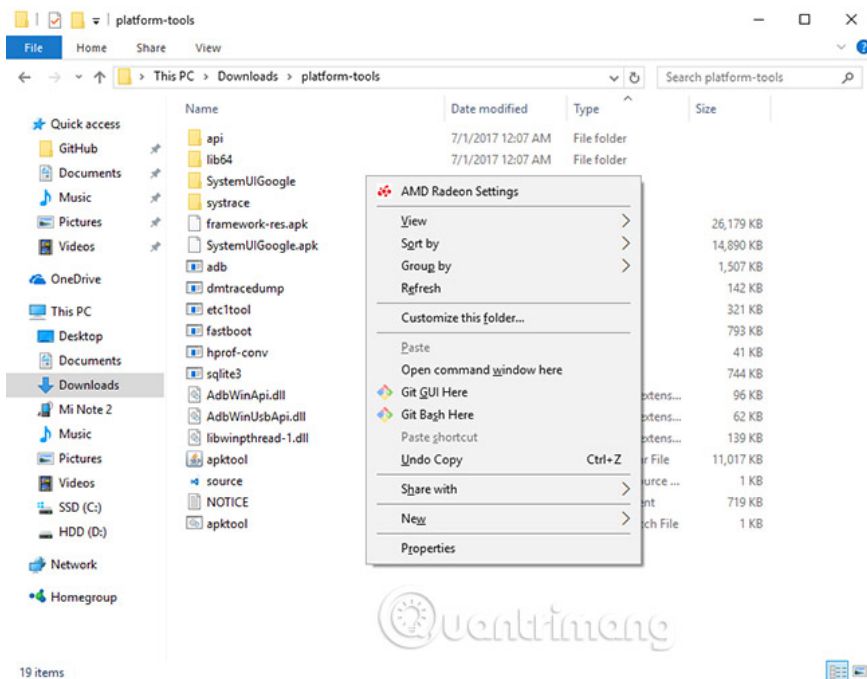 platform-tools
File Home Share View
This PC > Downloads > platform-tools Search platform-tools
Name Date modified Type Size
Quick access
GitHub
Documents
Music
Pictures
Videos
OneDrive
This PC
Desktop
Documents
Downloads
Mi Note 2
Music
Pictures
Videos
SSD (C:)
HDD (D:)
Network
Homegroup
api 7/1/2017 12:07 AM File folder
lib64 7/1/2017 12:07 AM File folder
SystemUIGoogle
systrace
framework-res.apk 26,179 KB
SystemUIGoogle.apk 14,890 KB
adb 1,507 KB
dmtracedump 142 KB
etc1tool 321 KB
fastboot 793 KB
hprof-conv 41 KB
sqlite3 744 KB
AdbWinApi.dll xtens... 96 KB
AdbWinUsbApi.dll xtens... 62 KB
libwinpthread-1.dll xtens... 139 KB
apktool r File 11,017 KB
source urce ... 1 KB
NOTICE nt 719 KB
apktool ch File 1 KB
AMD Radeon Settings
View
Sort by
Group by
Refresh
Customize this folder...
Paste
Open command window here
Git GUI Here
Git Bash Here
Paste shortcut
Undo Copy Ctrl+Z
Share with
New
Properties
Quantrimang
19 items